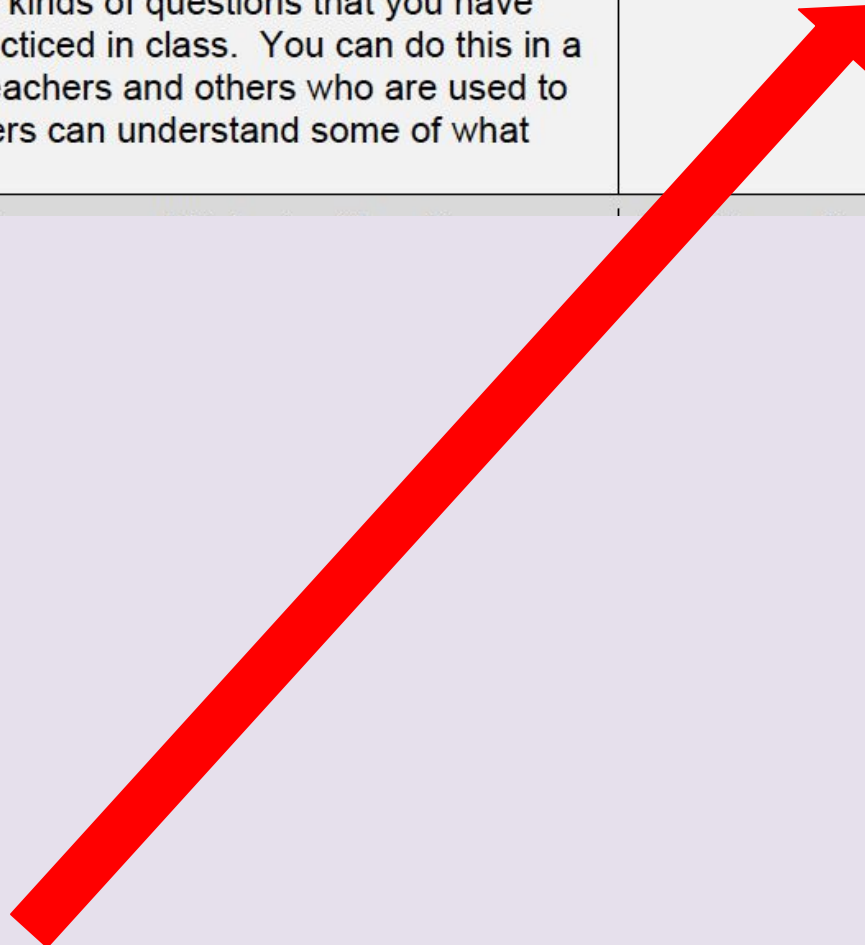 kinds of questions that you have
cticed in class. You can do this in a
eachers and others who are used to
ers can understand some of what